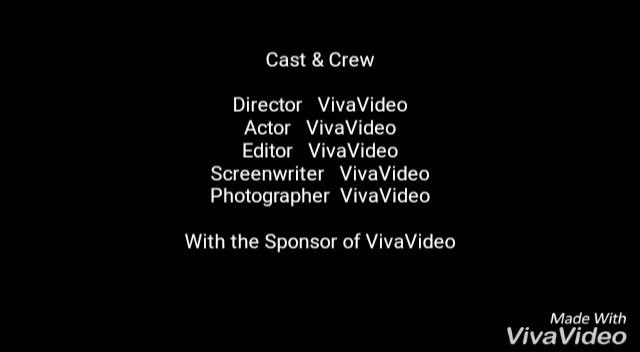 Cast & Crew
Director VivaVideo
Actor VivaVideo
Editor VivaVideo
Screenwriter VivaVideo
Photographer VivaVideo
With the Sponsor of VivaVideo
Made With
VivaVideo